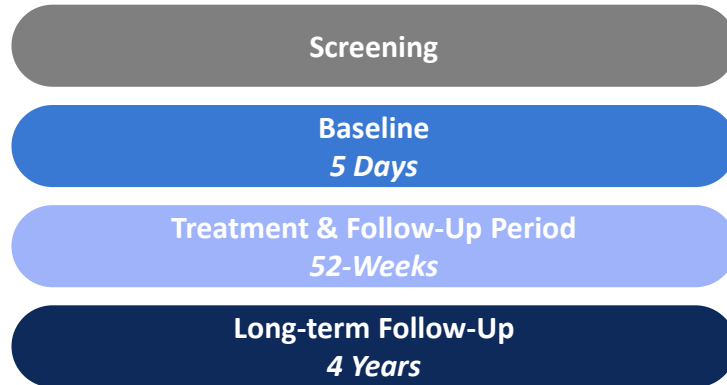 Screening
Baseline
5 Days
Treatment & Follow-Up Period
52-Weeks
Long-term Follow-Up
4 Years